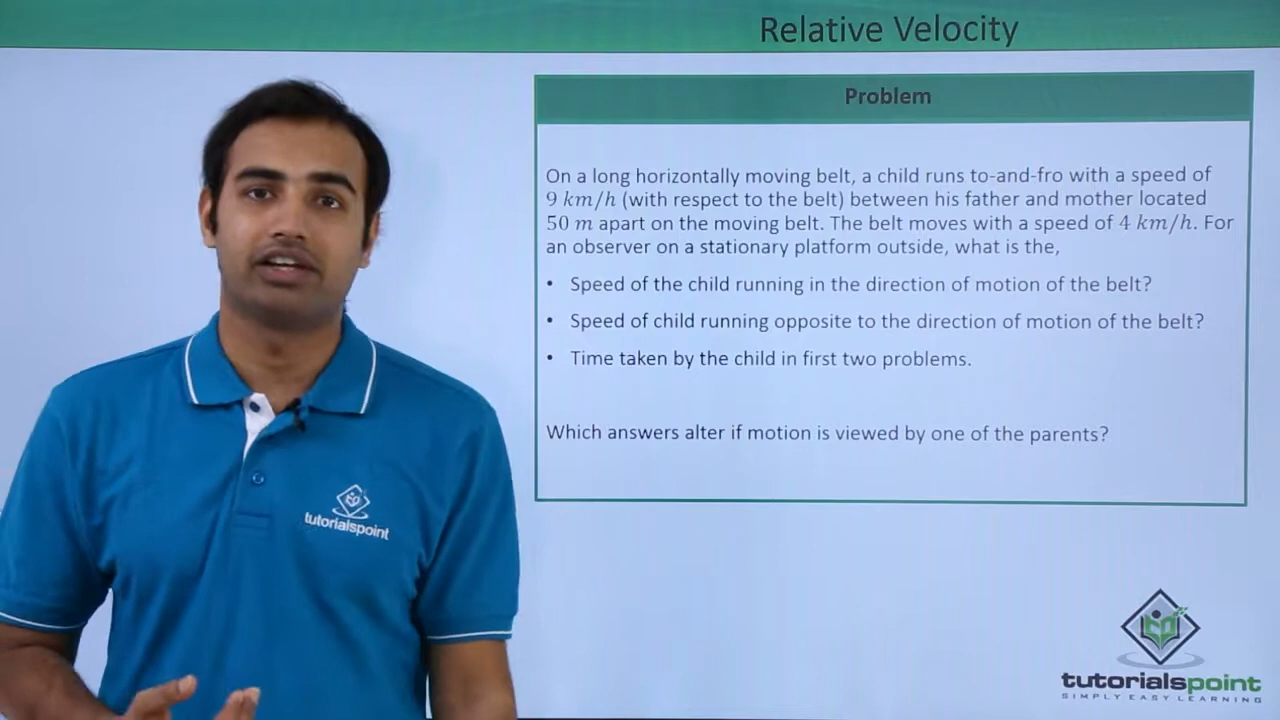 Relative Velocity
Problem
On a long horizontally moving belt, a child runs to-and-fro with a speed of
9 km/h (with respect to the belt) between his father and mother located
50 m apart on the moving belt. The belt moves with a speed of 4 km/h. For
an observer on a stationary platform outside, what is the,
• Speed of the child running in the direction of motion of the belt?
• Speed of child running opposite to the direction of motion of the belt?
• Time taken by the child in first two problems.
Which answers alter if motion is viewed by one of the parents?
tutorialspoint
tutorialspoint
SIMPLY EASY LEARNING